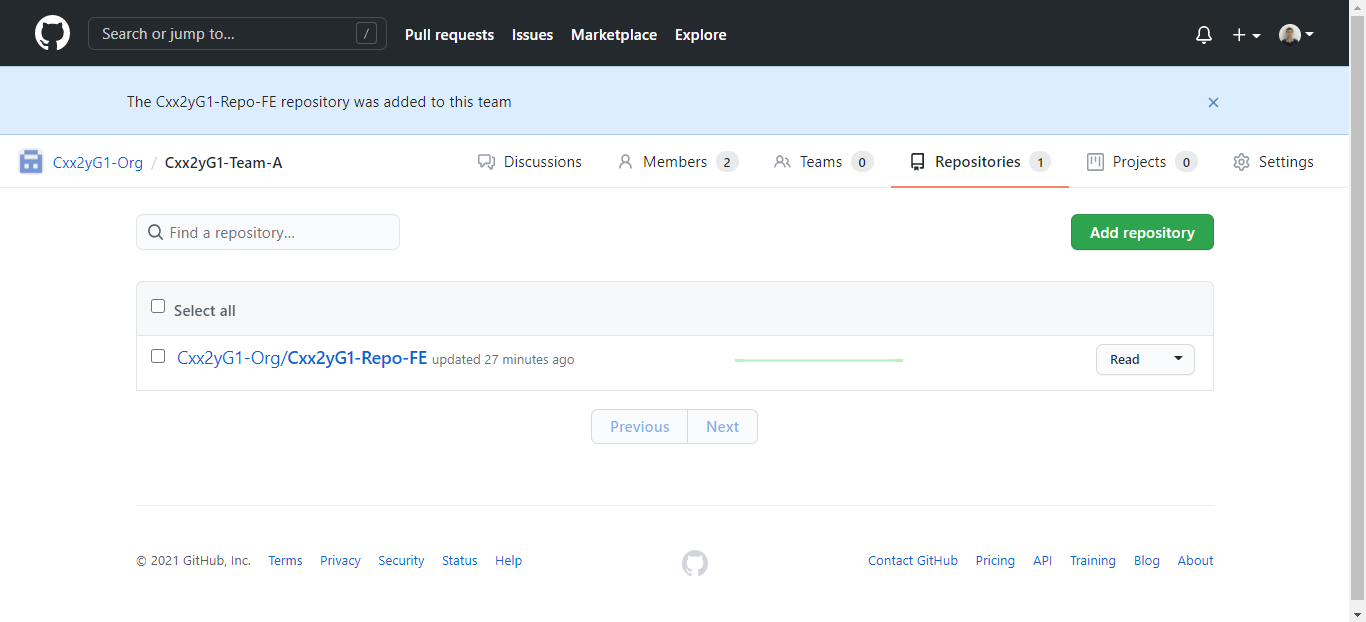 Search or jump to... /
Pull requests Issues Marketplace Explore
The Cxx2yG1-Repo-FE repository was added to this team
Cxx2yG1-Org / Cxx2yG1-Team-A
Discussions Members 2 Teams 0 Repositories 1 Projects 0 Settings
Find a repository...
Add repository
Select all
Cxx2yG1-Org/Cxx2yG1-Repo-FE updated 27 minutes ago
Read
Previous Next
© 2021 GitHub, Inc. Terms Privacy Security Status Help
Contact GitHub Pricing API Training Blog About